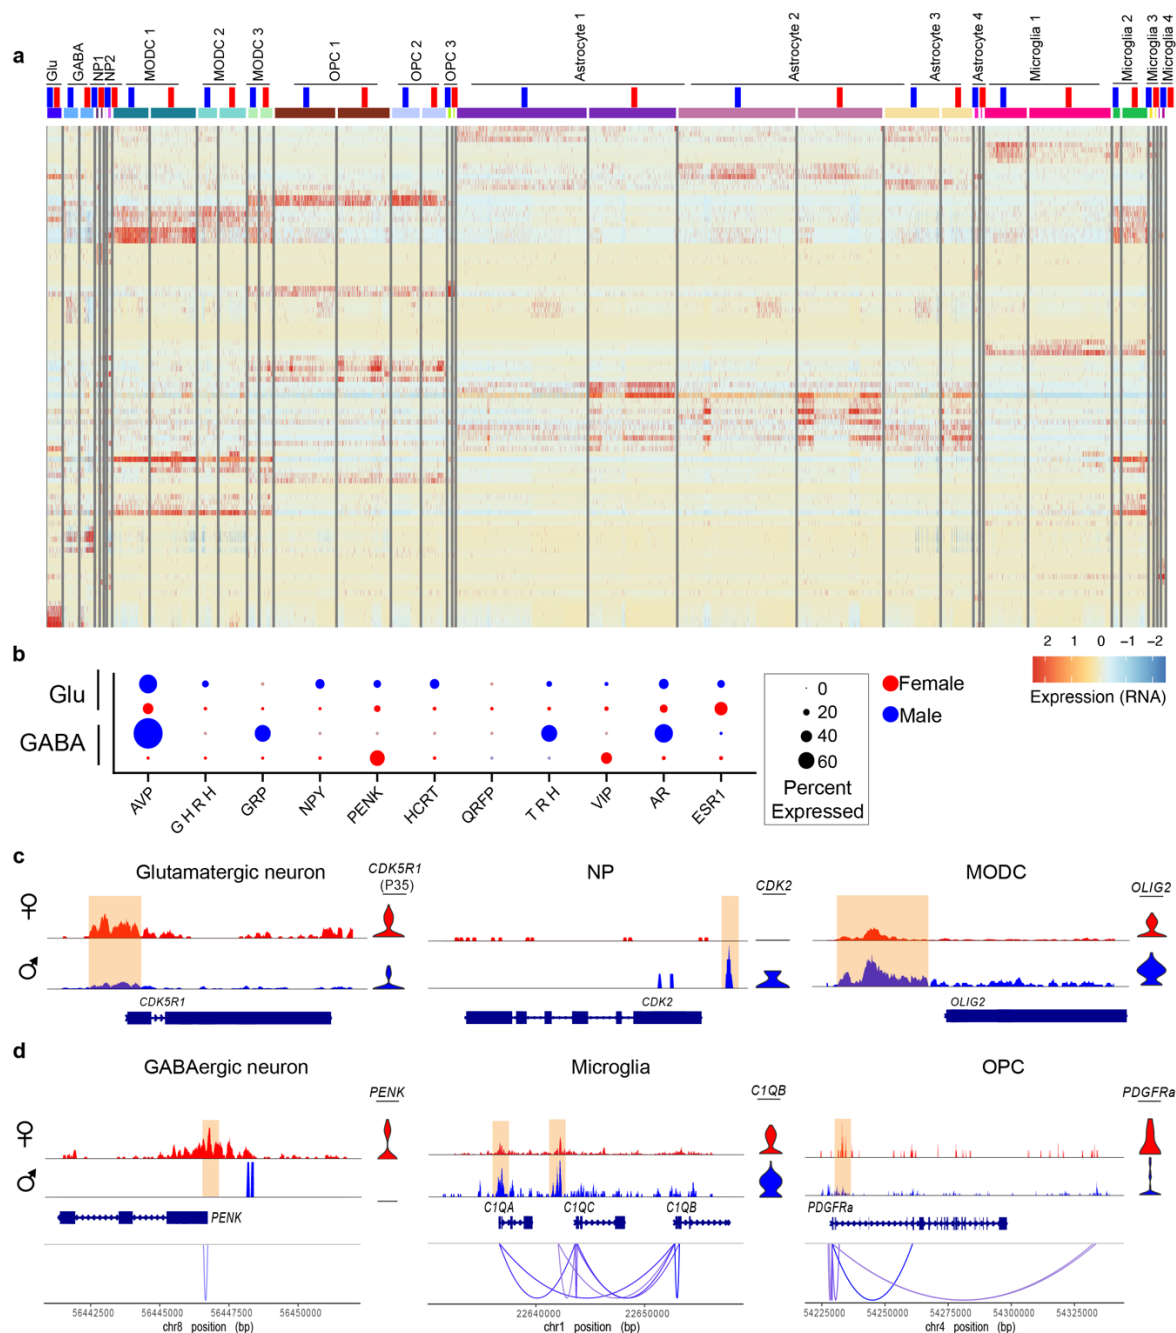 a
Glu
GABA
NP1
NP2
MODC 1
MODC 2
MODC 3
OPC 1
OPC 2
OPC 3
Astrocyte 1
Astrocyte 2
Astrocyte 3
Astrocyte 4
Microglia 1
Microglia 2
Microglia 3
Microglia 4
2 1 0 -1 -2
Expression (RNA)
b
Glu
GABA
AVP
G H R H
GRP
NPY
PENK
HCRT
QRFP
T R H
VIP
AR
ESR1
0
20
40
60
Percent
Expressed
Female
Male
c
Glutamatergic neuron
CDK5R1
(P35)
NP
CDK2
MODC
OLIG2
♀
♂
CDK5R1
CDK2
OLIG2
d
GABAergic neuron
PENK
Microglia
C1QB
OPC
PDGFRa
♀
♂
PENK
C1QA
C1QC
C1QB
PDGFRa
56442500 56445000 56447500 56450000
chr8 position (bp)
22640000 22650000
chr1 position (bp)
54225000 54250000 54275000 54300000 54325000
chr4 position (bp)